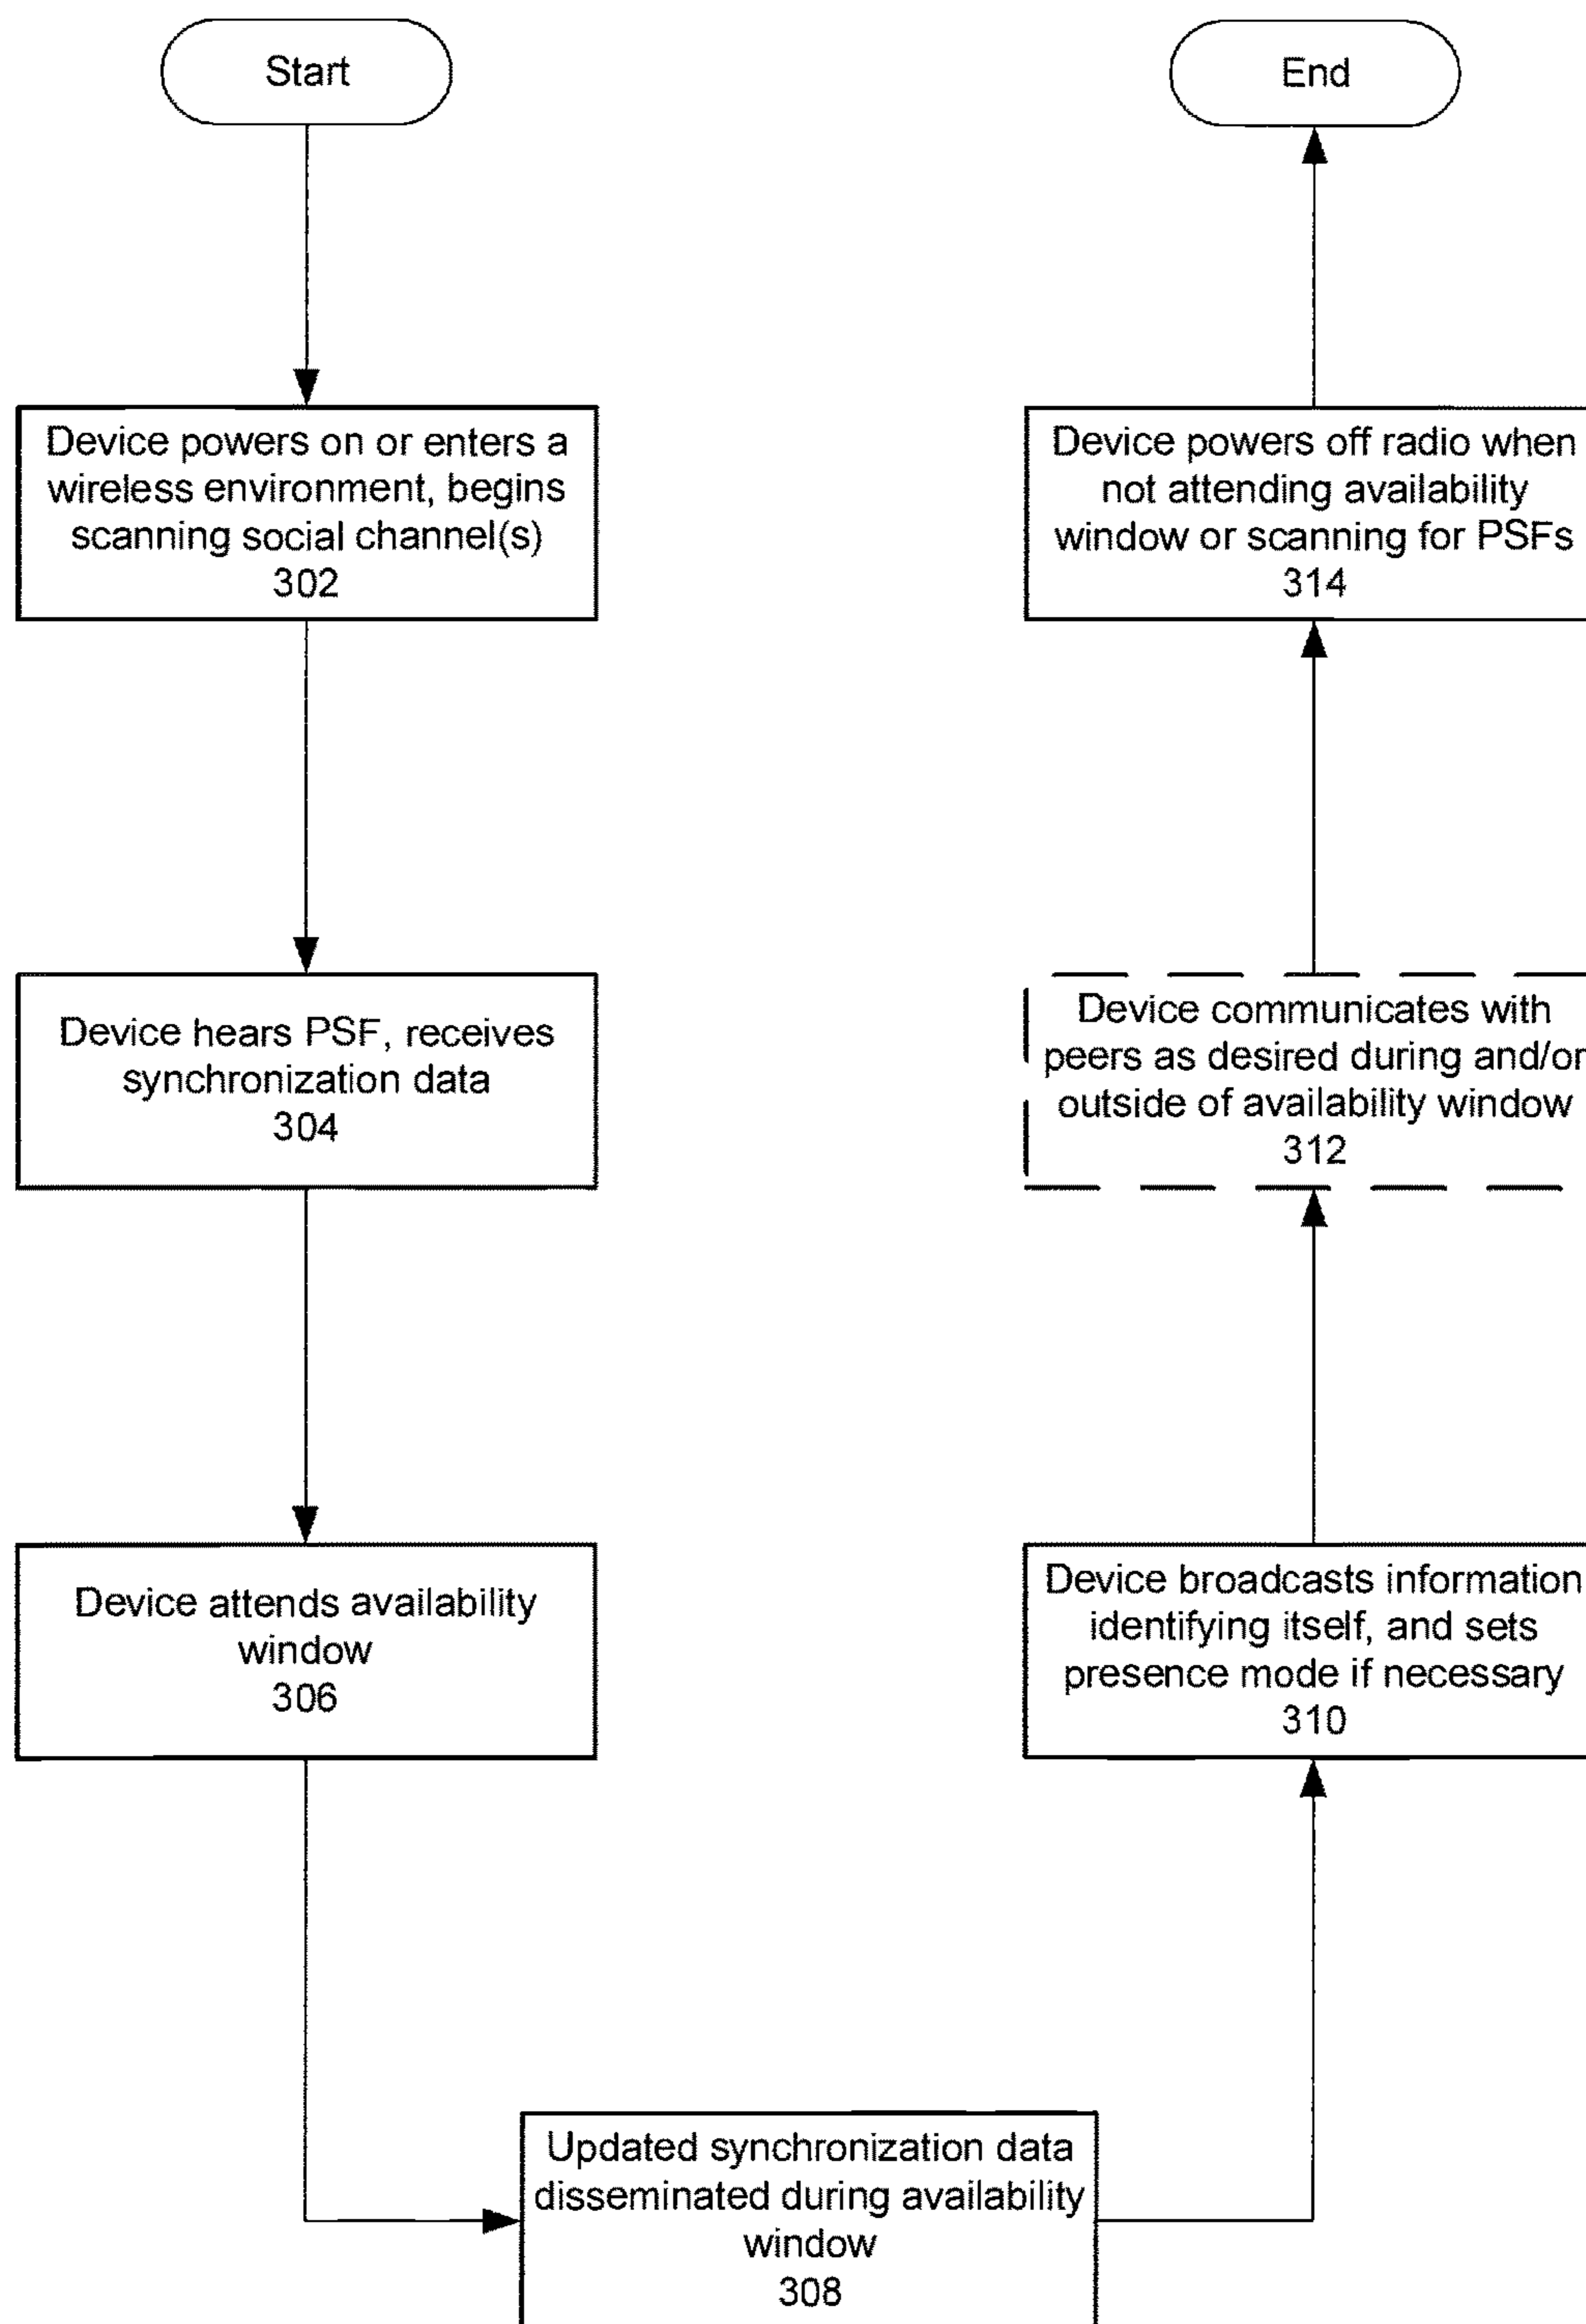 Start
Device powers on or enters a
wireless environment, begins
scanning social channel(s)
302
Device hears PSF, receives
synchronization data
304
Device attends availability
window
306
Updated synchronization data
disseminated during availability
window
308
Device broadcasts information
identifying itself, and sets
presence mode if necessary
310
Device communicates with
peers as desired during and/or
outside of availability window
312
Device powers off radio when
not attending availability
window or scanning for PSFs
314
End